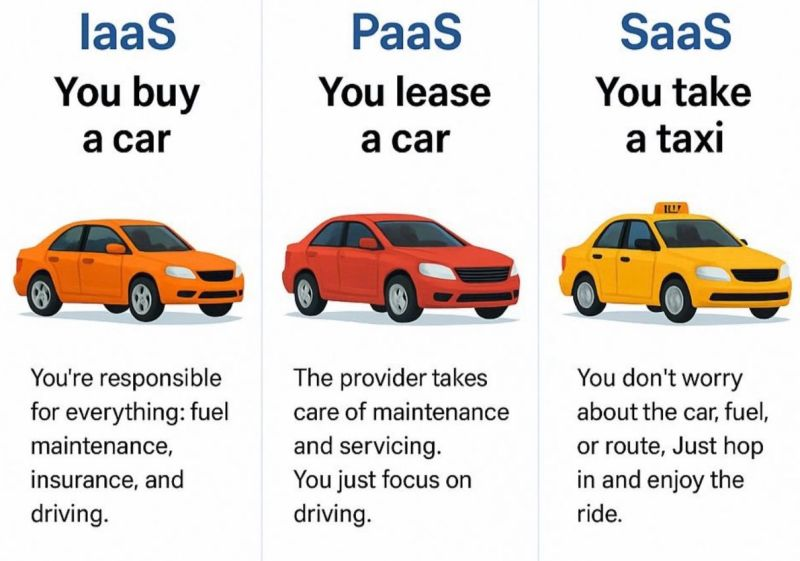 IaaS
You buy
a car
You're responsible
for everything: fuel
maintenance,
insurance, and
driving.
PaaS
You lease
a car
The provider takes
care of maintenance
and servicing.
You just focus on
driving.
SaaS
You take
a taxi
You don't worry
about the car, fuel,
or route, Just hop
in and enjoy the
ride.